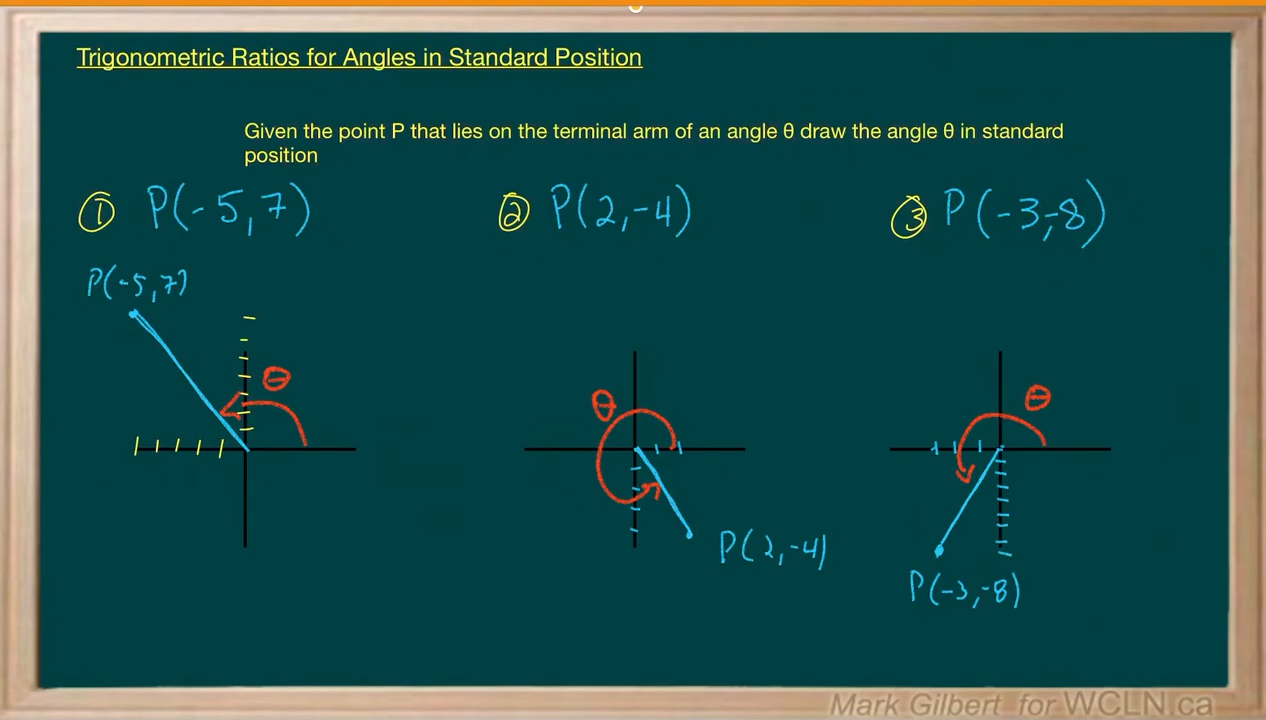 Trigonometric Ratios for Angles in Standard Position
Given the point P that lies on the terminal arm of an angle θ draw the angle θ in standard
position
① P(-5,7)
② P(2,-4)
③ P(-3,-8)
P(-5,7)
θ
θ
θ
P(2,-4)
P(-3,-8)
Mark Gilbert for WCLN.ca